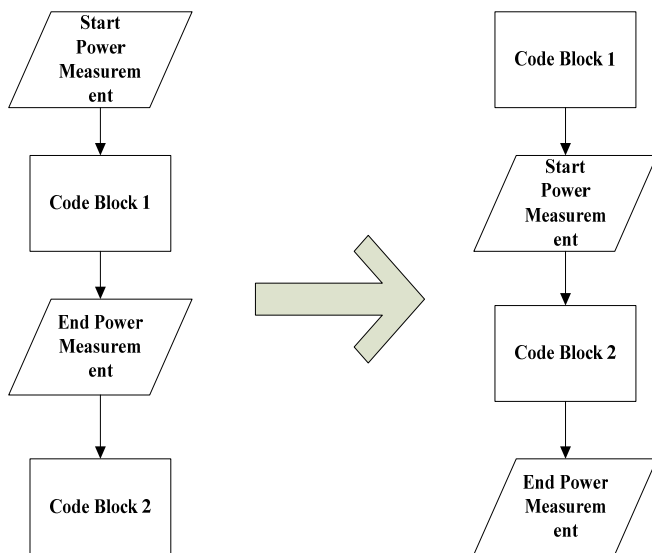 Start
Power
Measurem
ent
Code Block 1
End Power
Measurem
ent
Code Block 2
Code Block 1
Start
Power
Measurem
ent
Code Block 2
End Power
Measurem
ent